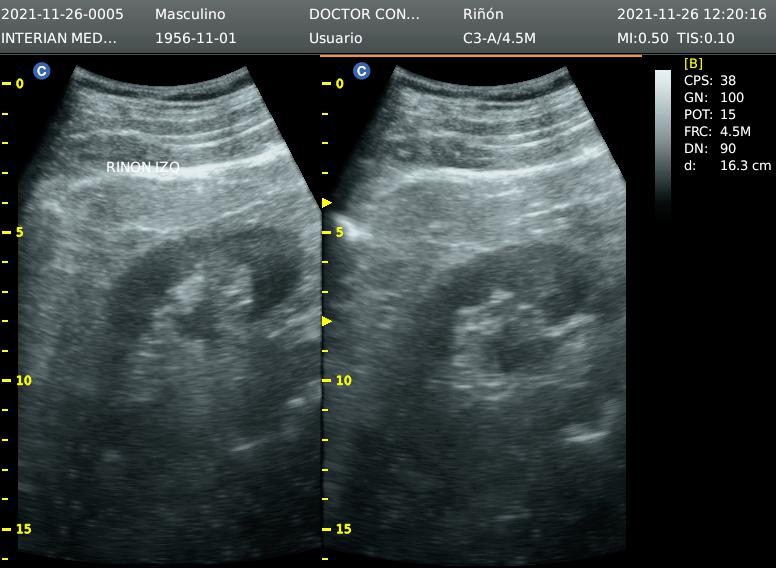 2021-11-26-0005 Masculino DOCTOR CON... Riñón 2021-11-26 12:20:16
INTERIAN MED... 1956-11-01 Usuario C3-A/4.5M MI:0.50 TIS:0.10
C
C
[B]
CPS: 38
GN: 100
POT: 15
FRC: 4.5M
DN: 90
d: 16.3 cm
RINON IZQ
0
5
10
15
0
5
10
15